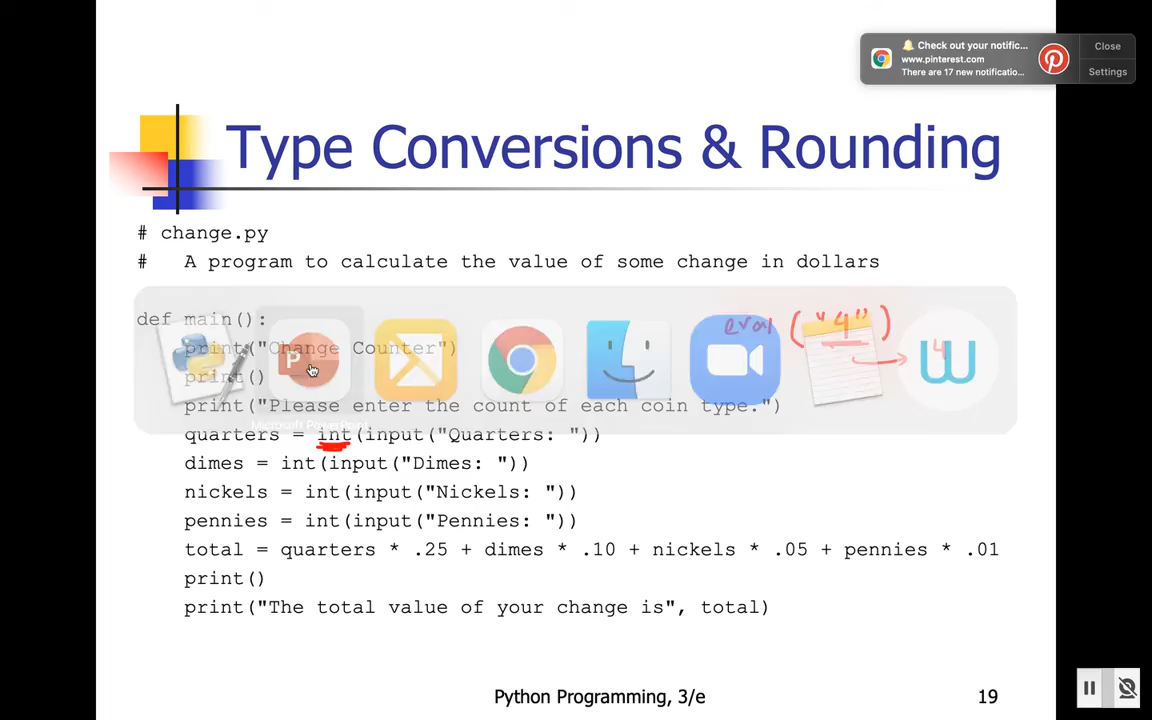 🔔 Check out your notific...
www.pinterest.com
There are 17 new notificatio...
Close
Settings
Type Conversions & Rounding
# change.py
#   A program to calculate the value of some change in dollars
def main():
    print("Change Counter")
    print()
    print("Please enter the count of each coin type.")
    quarters = int(input("Quarters: "))
    dimes = int(input("Dimes: "))
    nickels = int(input("Nickels: "))
    pennies = int(input("Pennies: "))
    total = quarters * .25 + dimes * .10 + nickels * .05 + pennies * .01
    print()
    print("The total value of your change is", total)
eval ("4")
4
Microsoft PowerPoint
P
W
Python Programming, 3/e
19